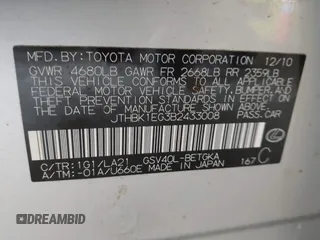 MFD. BY: TOYOTA MOTOR CORPORATION 12/10
GVWR 4680LB GAWR FR 2668LB RR 2359LB
THIS VEHICLE CONFORMS TO ALL APPLICABLE
FEDERAL MOTOR VEHICLE SAFETY, BUMPER, AND
THEFT PREVENTION STANDARDS IN EFFECT ON
THE DATE OF MANUFACTURE SHOWN ABOVE.
JTHBK1EG3B2433008 PASS.CAR
C/TR: 1G1/LA21 GSV40L-BETGKA
A/TM: -01A/U660E MADE IN JAPAN 167 C
AUTOBIDMASTER